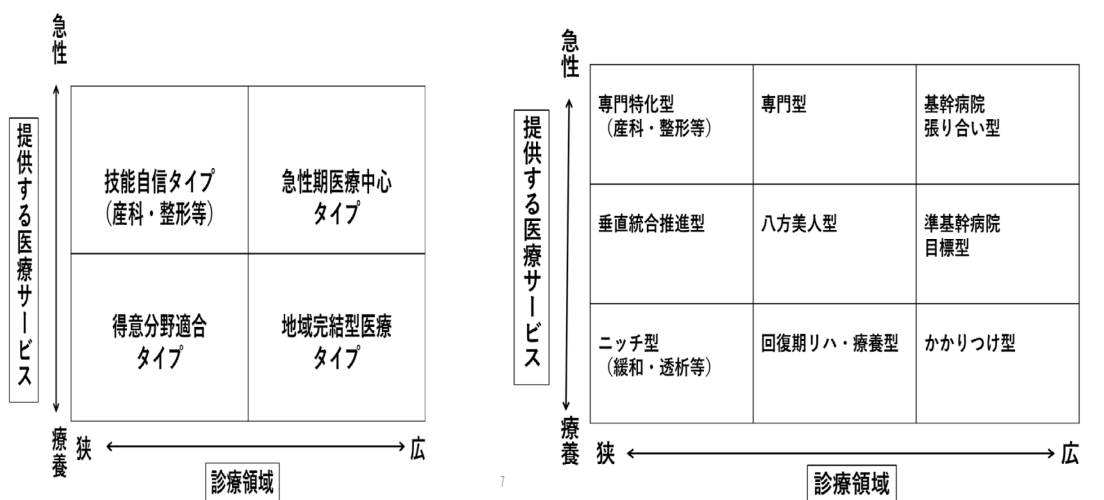 急性
提供する医療サービス
技能自信タイプ
(産科・整形等)
急性期医療中心
タイプ
得意分野適合
タイプ
地域完結型医療
タイプ
療養
狭
広
診療領域
7
急性
提供する医療サービス
専門特化型
(産科・整形等)
専門型
基幹病院
張り合い型
垂直統合推進型
八方美人型
準基幹病院
目標型
ニッチ型
(緩和・透析等)
回復期リハ・療養型
かかりつけ型
療養
狭
広
診療領域